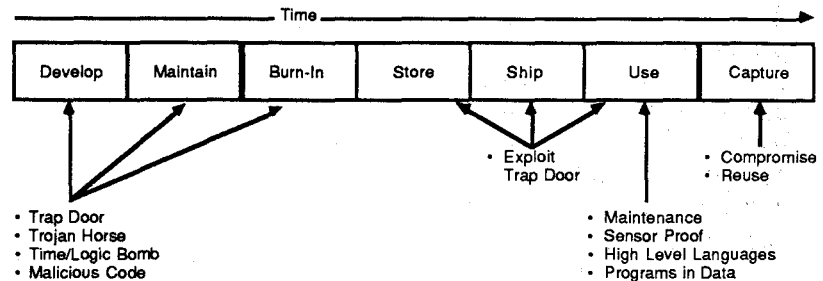 Time
Develop
Maintain
Burn-In
Store
Ship
Use
Capture
• Exploit
Trap Door
• Compromise
• Reuse
• Trap Door
• Trojan Horse
• Time/Logic Bomb
• Malicious Code
• Maintenance
• Sensor Proof
• High Level Languages
• Programs in Data